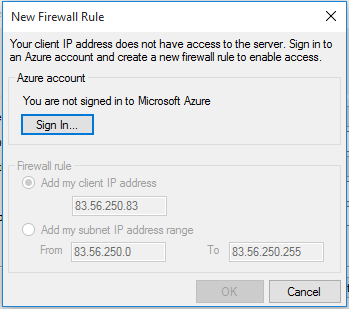 New Firewall Rule
Your client IP address does not have access to the server. Sign in to
an Azure account and create a new firewall rule to enable access.
Azure account
You are not signed in to Microsoft Azure
Sign In...
Firewall rule
Add my client IP address
83.56.250.83
Add my subnet IP address range
From 83.56.250.0 To 83.56.250.255
OK Cancel